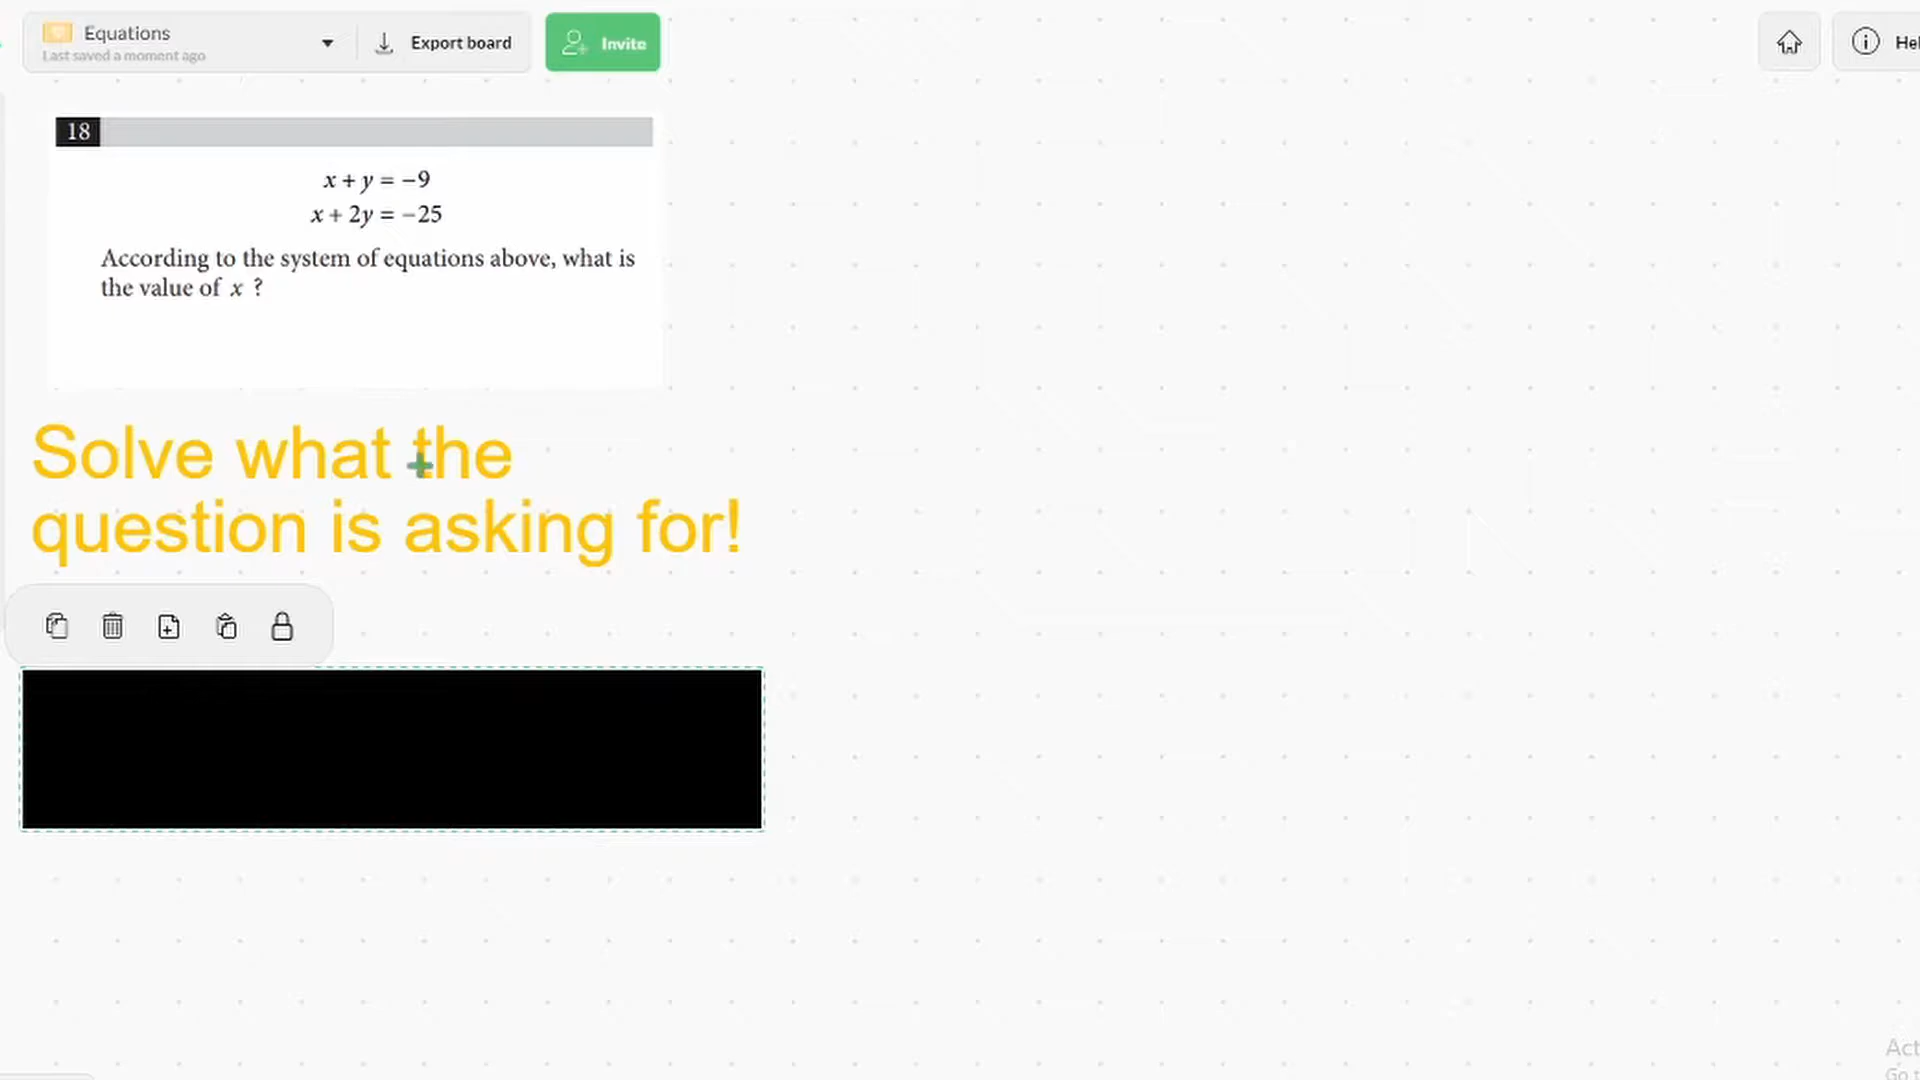 Equations
Last saved a moment ago
Export board
Invite
18
x + y = −9
x + 2y = −25
According to the system of equations above, what is
the value of x ?
Solve what the
question is asking for!